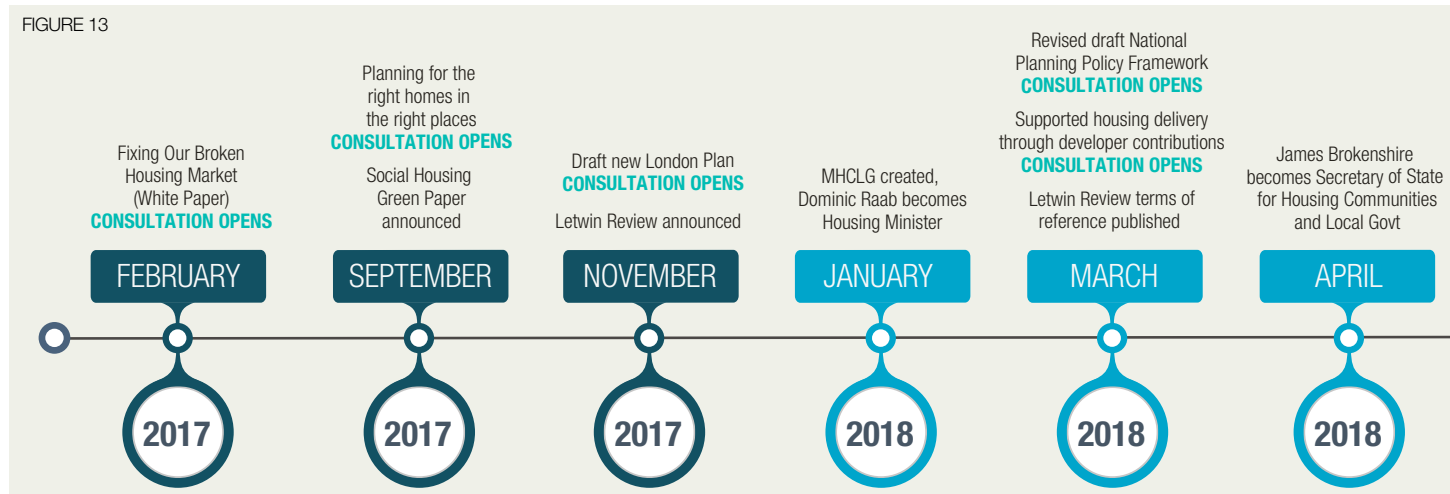 FIGURE 13
Fixing Our Broken
Housing Market
(White Paper)
CONSULTATION OPENS
FEBRUARY
2017
Planning for the
right homes in
the right places
CONSULTATION OPENS
Social Housing
Green Paper
announced
SEPTEMBER
2017
Draft new London Plan
CONSULTATION OPENS
Letwin Review announced
NOVEMBER
2017
MHCLG created,
Dominic Raab becomes
Housing Minister
JANUARY
2018
Revised draft National
Planning Policy Framework
CONSULTATION OPENS
Supported housing delivery
through developer contributions
CONSULTATION OPENS
Letwin Review terms of
reference published
MARCH
2018
James Brokenshire
becomes Secretary of State
for Housing Communities
and Local Govt
APRIL
2018